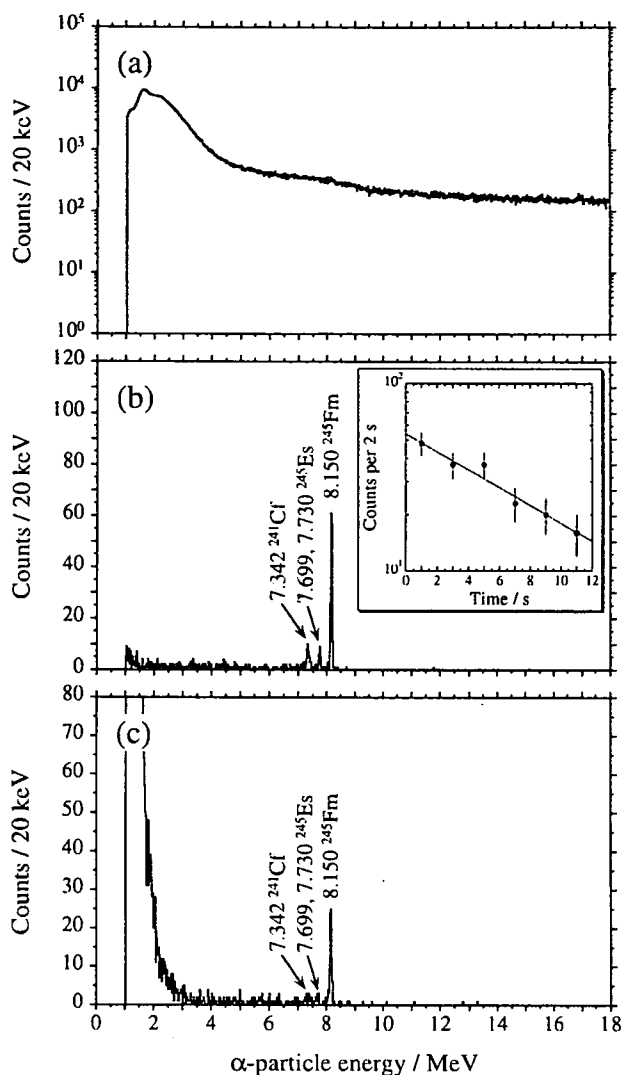 (a)
Counts / 20 keV
10⁵
10⁴
10³
10²
10¹
10⁰
(b)
Counts / 20 keV
120
100
80
60
40
20
0
7.342 ²⁴¹Cf
7.699, 7.730 ²⁴⁵Es
8.150 ²⁴⁵Fm
Counts per 2 s
10²
10¹
0 2 4 6 8 10 12
Time / s
(c)
Counts / 20 keV
80
70
60
50
40
30
20
10
0
7.342 ²⁴¹Cf
7.699, 7.730 ²⁴⁵Es
8.150 ²⁴⁵Fm
0 2 4 6 8 10 12 14 16 18
α-particle energy / MeV